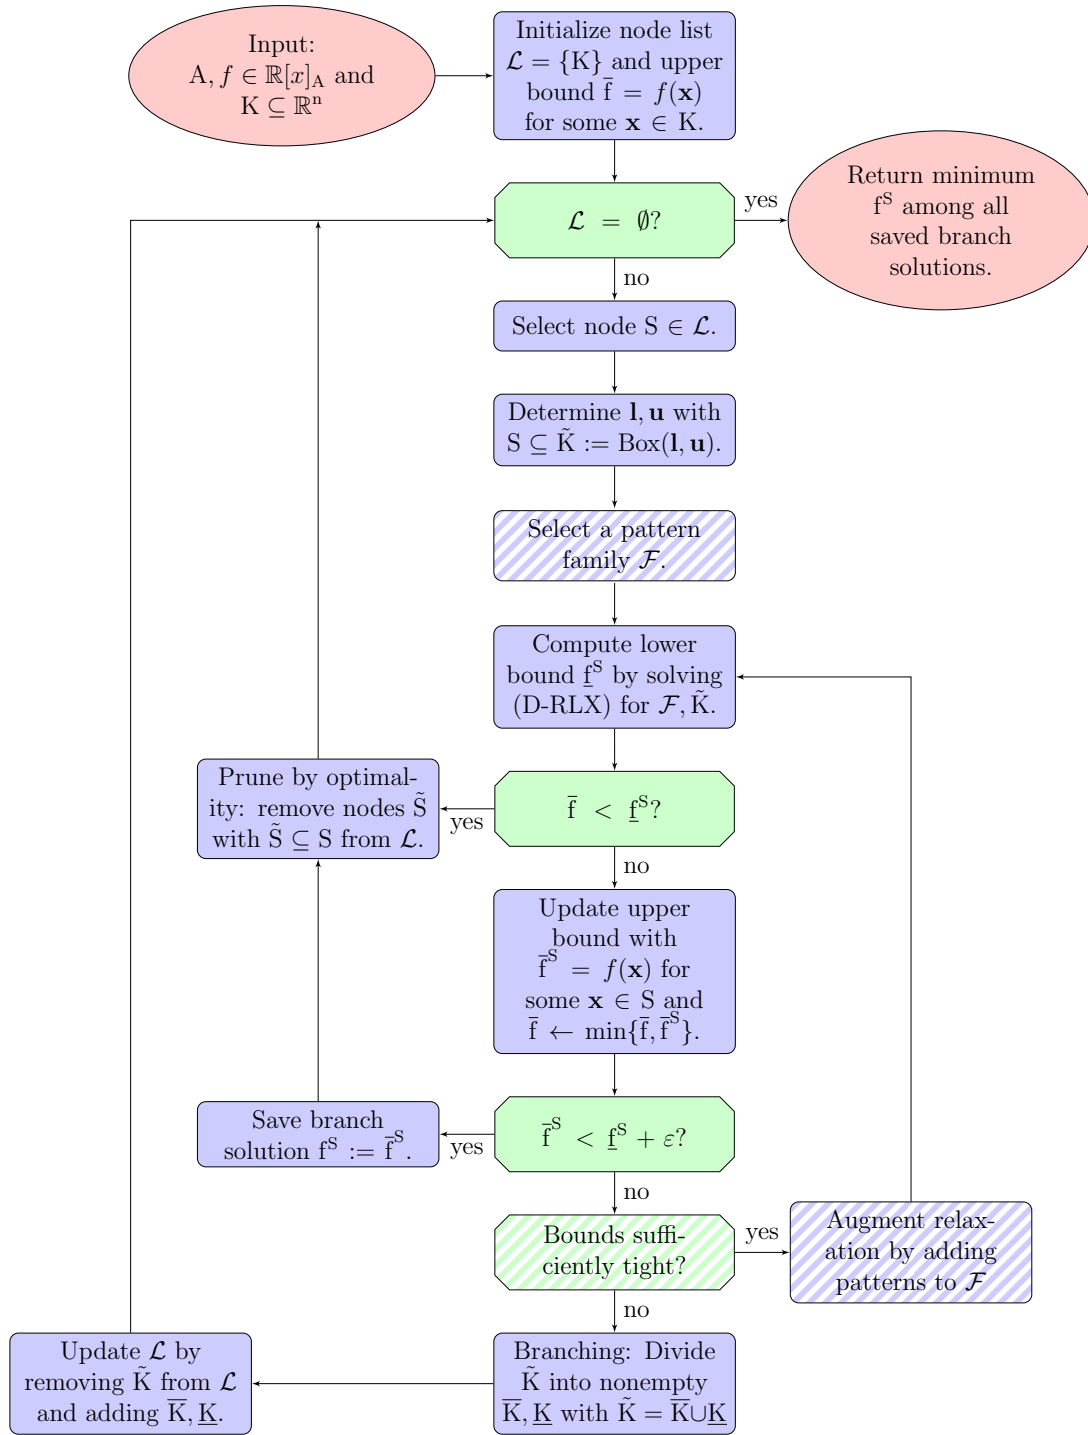 Input:
A, f ∈ ℝ[x]_A and
K ⊆ ℝⁿ
Initialize node list
𝓛 = {K} and upper
bound f̄ = f(𝐱)
for some 𝐱 ∈ K.
𝓛 = ∅?
yes
Return minimum
f^S among all
saved branch
solutions.
no
Select node S ∈ 𝓛.
Determine 𝐥, 𝐮 with
S ⊆ K̃ := Box(𝐥, 𝐮).
Select a pattern
family 𝓕.
Compute lower
bound f̲^S by solving
(D-RLX) for 𝓕, K̃.
f̄ < f̲^S?
yes
Prune by optimal-
ity: remove nodes S̃
with S̃ ⊆ S from 𝓛.
no
Update upper
bound with
f̄^S = f(𝐱) for
some 𝐱 ∈ S and
f̄ ← min{f̄, f̄^S}.
f̄^S < f̲^S + ε?
yes
Save branch
solution f^S := f̄^S.
no
Bounds suffi-
ciently tight?
yes
Augment relax-
ation by adding
patterns to 𝓕
no
Branching: Divide
K̃ into nonempty
K̅, K̲ with K̃ = K̅∪K̲
Update 𝓛 by
removing K̃ from 𝓛
and adding K̅, K̲.